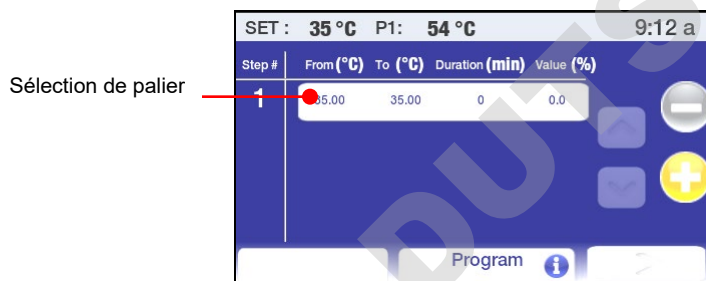 SET : 35 °C P1: 54 °C 9:12 a
Step # From (°C) To (°C) Duration (min) Value (%)
Sélection de palier
1 35.00 35.00 0 0.0
Program